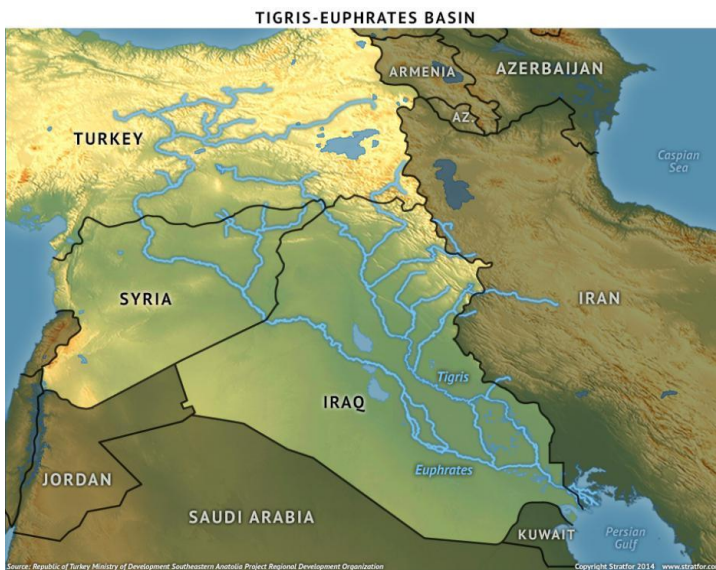 TIGRIS-EUPHRATES BASIN
ARMENIA
AZERBAIJAN
AZ.
TURKEY
Caspian
Sea
SYRIA
IRAN
Tigris
IRAQ
Euphrates
JORDAN
SAUDI ARABIA
KUWAIT
Persian
Gulf
Source: Republic of Turkey Ministry of Development Southeastern Anatolia Project Regional Development Organization
Copyright Stratfor 2014 www.stratfor.co